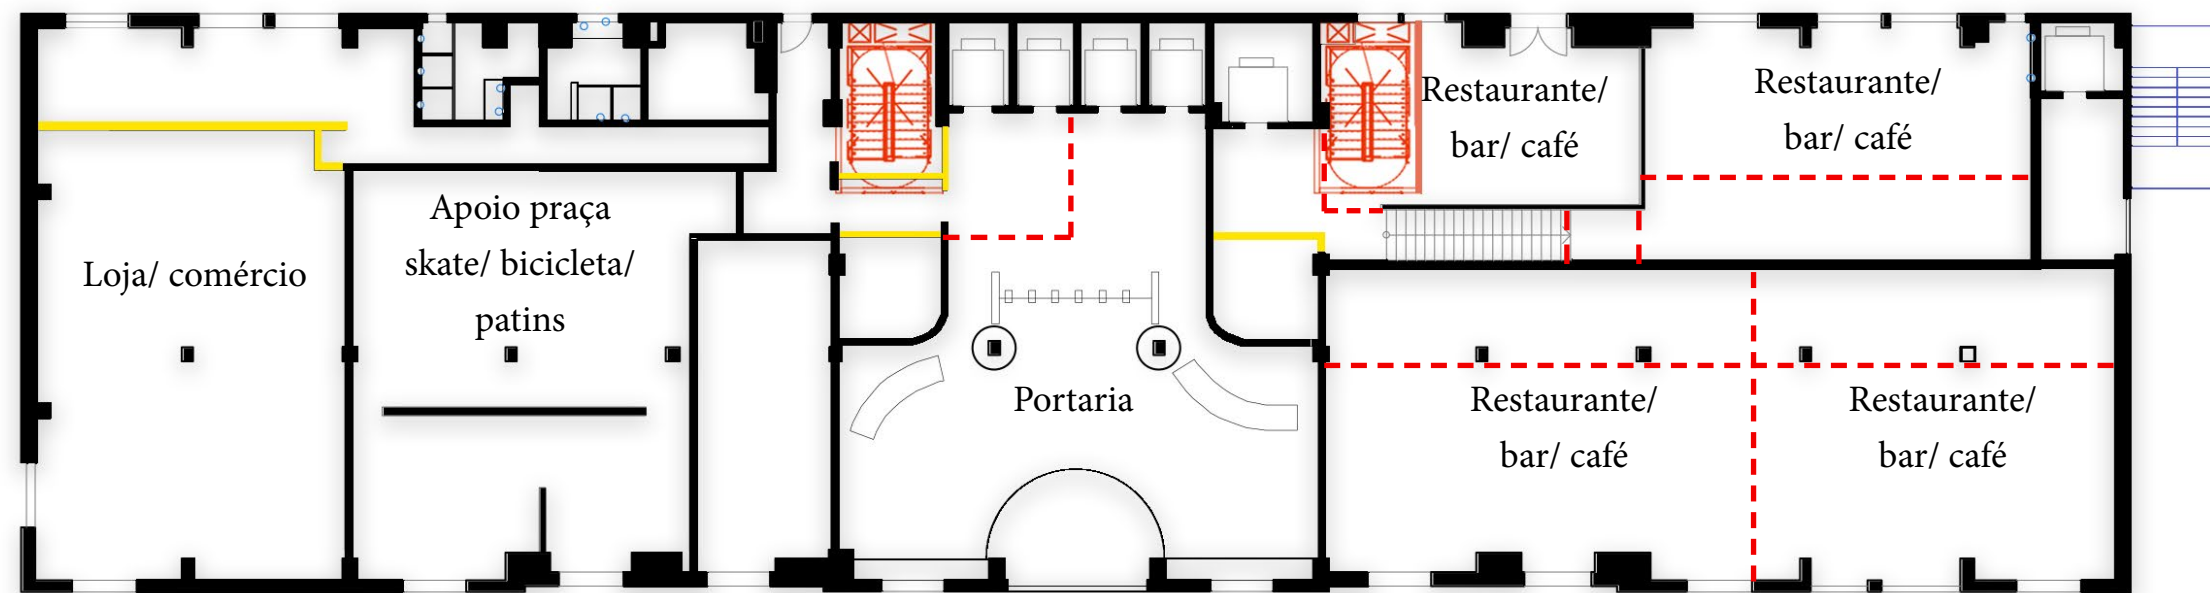 Loja/ comércio
Apoio praça
skate/ bicicleta/
patins
Portaria
Restaurante/
bar/ café
Restaurante/
bar/ café
Restaurante/
bar/ café
Restaurante/
bar/ café